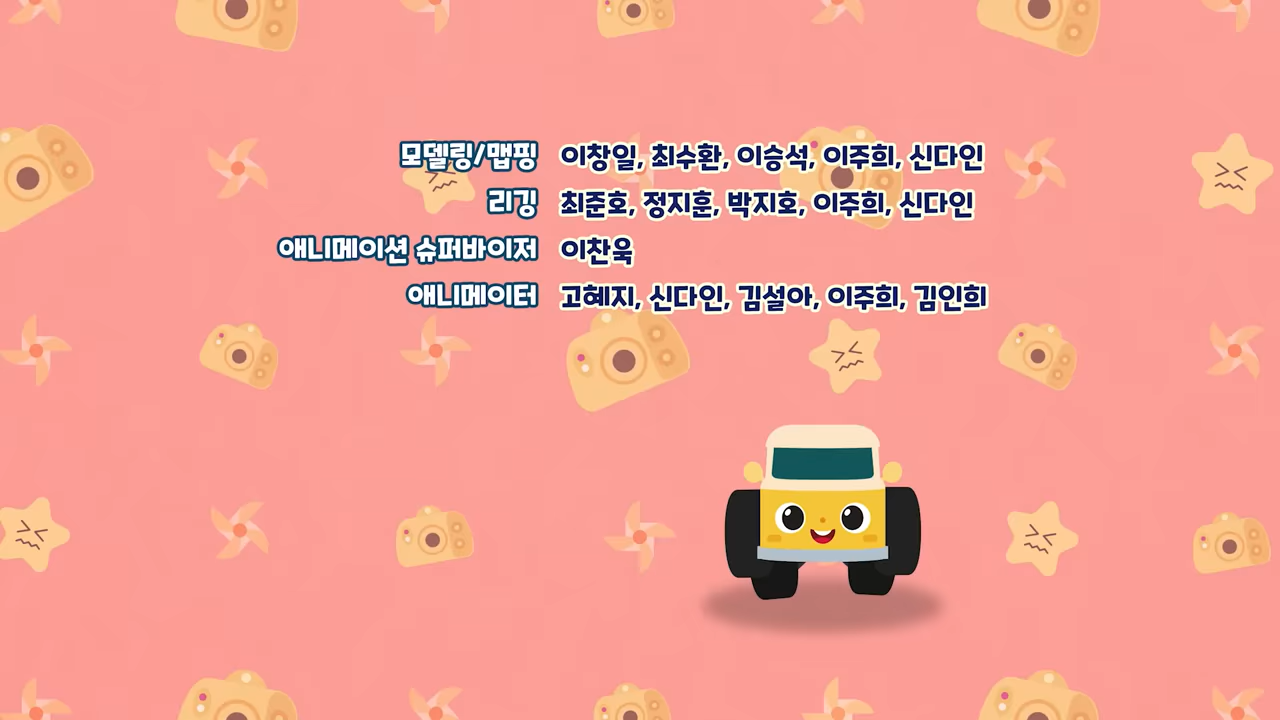 모델링/맵핑 이창일, 최수환, 이승석, 이주희, 신다인
리깅 최준호, 정지훈, 박지호, 이주희, 신다인
애니메이션 슈퍼바이저 이찬욱
애니메이터 고혜지, 신다인, 김설아, 이주희, 김인희